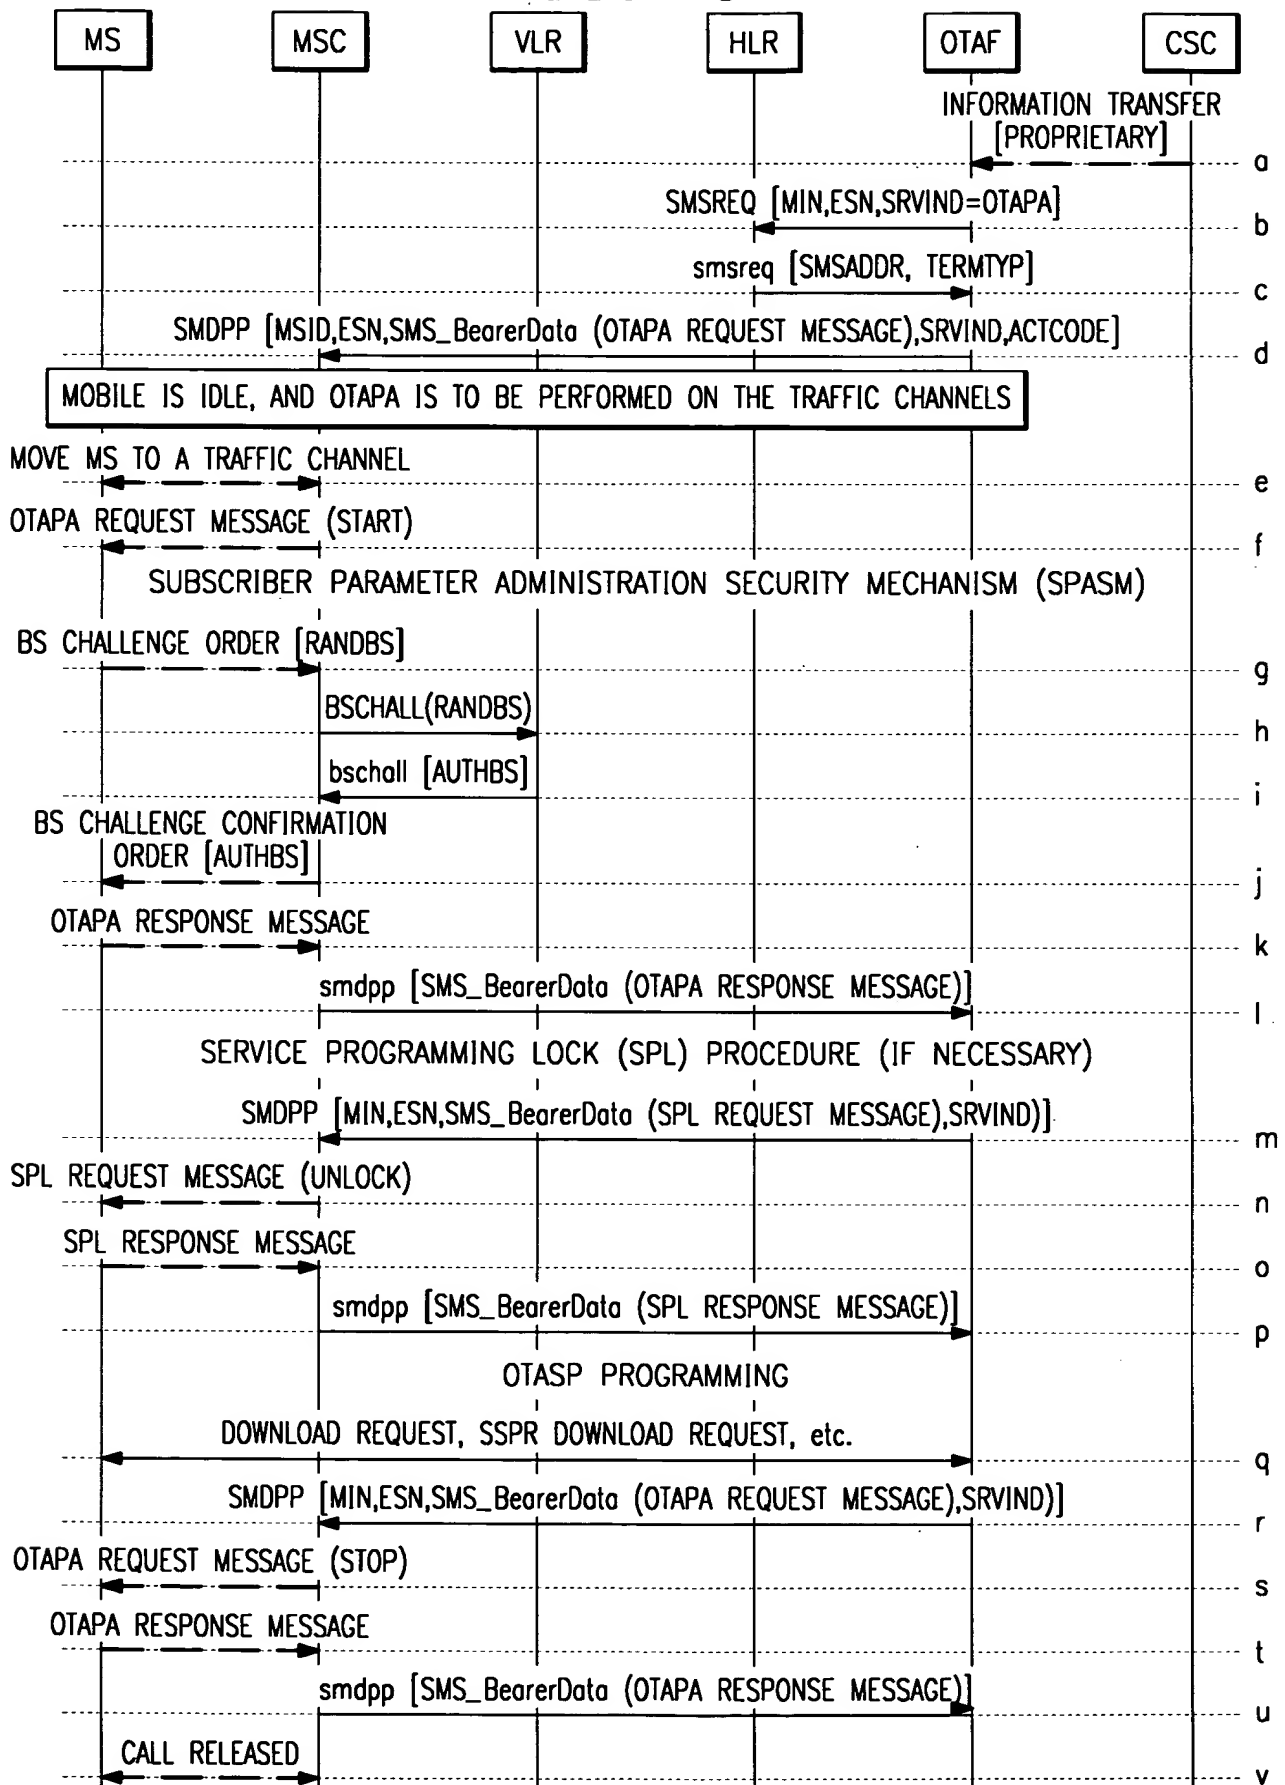 MS MSC VLR HLR OTAF CSC
INFORMATION TRANSFER
[PROPRIETARY]
a
SMSREQ [MIN,ESN,SRVIND=OTAPA]
b
smsreq [SMSADDR, TERMTYP]
c
SMDPP [MSID,ESN,SMS_BearerData (OTAPA REQUEST MESSAGE),SRVIND,ACTCODE]
d
MOBILE IS IDLE, AND OTAPA IS TO BE PERFORMED ON THE TRAFFIC CHANNELS
MOVE MS TO A TRAFFIC CHANNEL
e
OTAPA REQUEST MESSAGE (START)
f
SUBSCRIBER PARAMETER ADMINISTRATION SECURITY MECHANISM (SPASM)
BS CHALLENGE ORDER [RANDBS]
g
BSCHALL(RANDBS)
h
bschall [AUTHBS]
i
BS CHALLENGE CONFIRMATION
ORDER [AUTHBS]
j
OTAPA RESPONSE MESSAGE
k
smdpp [SMS_BearerData (OTAPA RESPONSE MESSAGE)]
l
SERVICE PROGRAMMING LOCK (SPL) PROCEDURE (IF NECESSARY)
SMDPP [MIN,ESN,SMS_BearerData (SPL REQUEST MESSAGE),SRVIND)]
m
SPL REQUEST MESSAGE (UNLOCK)
n
SPL RESPONSE MESSAGE
o
smdpp [SMS_BearerData (SPL RESPONSE MESSAGE)]
p
OTASP PROGRAMMING
DOWNLOAD REQUEST, SSPR DOWNLOAD REQUEST, etc.
q
SMDPP [MIN,ESN,SMS_BearerData (OTAPA REQUEST MESSAGE),SRVIND)]
r
OTAPA REQUEST MESSAGE (STOP)
s
OTAPA RESPONSE MESSAGE
t
smdpp [SMS_BearerData (OTAPA RESPONSE MESSAGE)]
u
CALL RELEASED
v